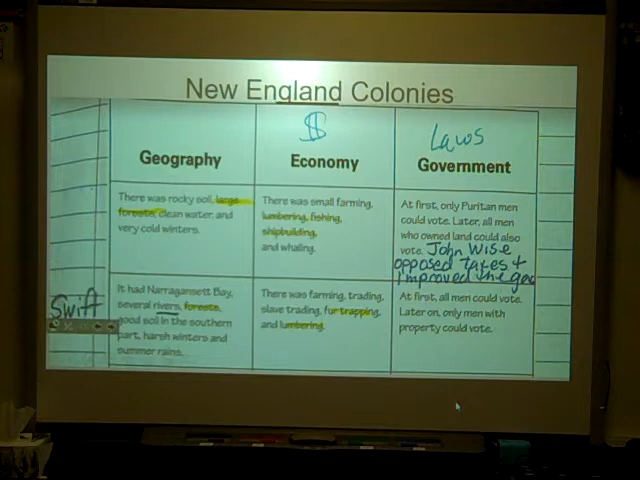 New England Colonies
$
Laws
Geography
Economy
Government
There was rocky soil, large
forests, clean water, and
very cold winters.
There was small farming,
lumbering, fishing,
shipbuilding,
and whaling.
At first, only Puritan men
could vote. Later, all men
who owned land could also
vote. John Wise
opposed taxes +
improved the gov
Swift
It had Narragansett Bay,
several rivers, forests,
good soil in the southern
part, harsh winters and
summer rains.
There was farming, trading,
slave trading, fur trapping,
and lumbering.
At first, all men could vote.
Later on, only men with
property could vote.